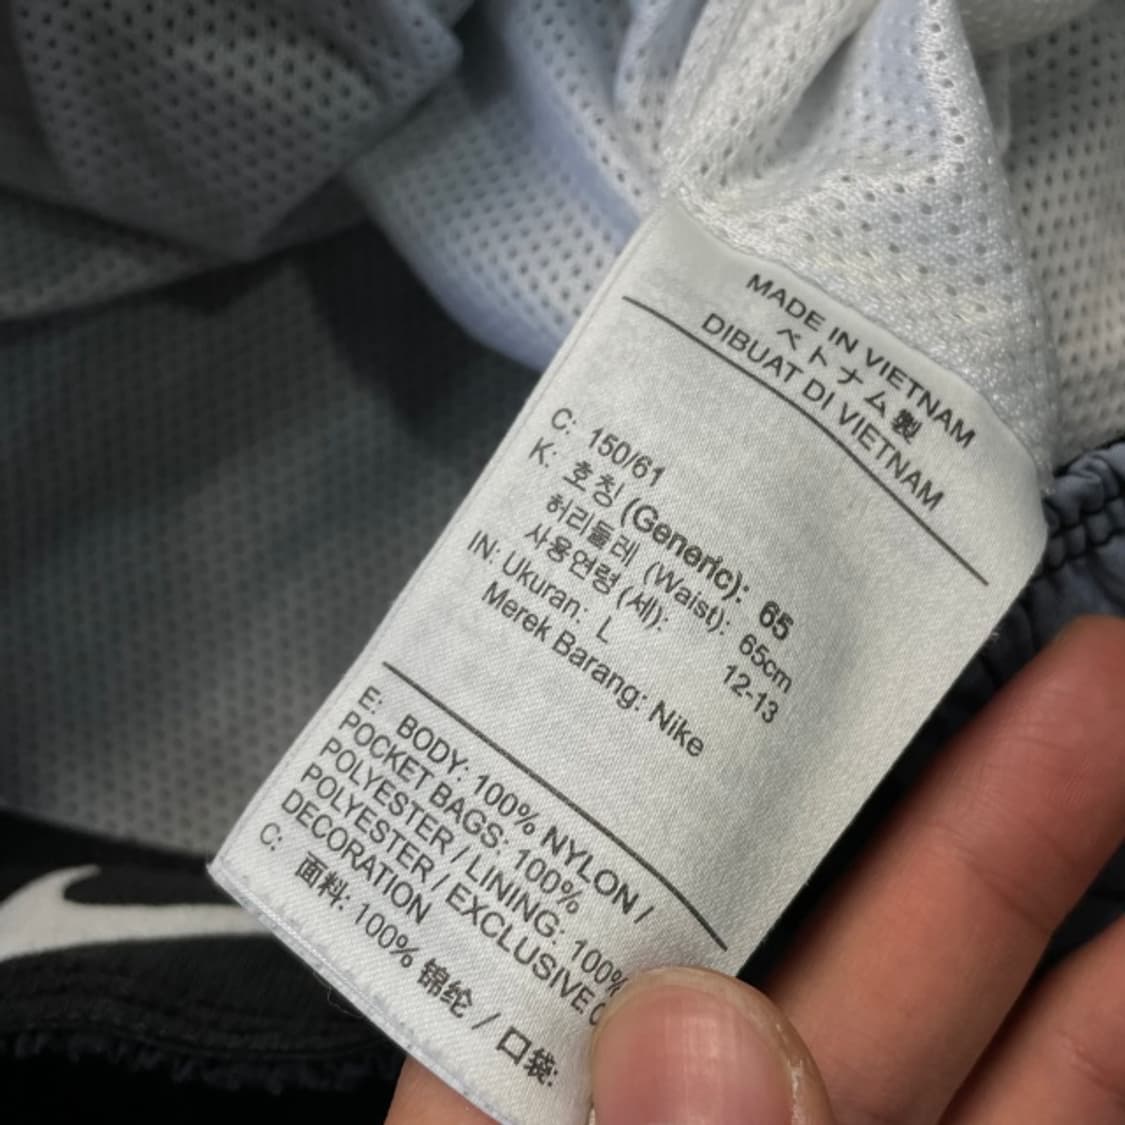 MADE IN VIETNAM
ベトナム製
DIBUAT DI VIETNAM
C: 150/61
K: 호칭 (Generic): 65
허리둘레 (Waist): 65cm
사용연령 (세): 12-13
IN: Ukuran: L
Merek Barang: Nike
E: BODY: 100% NYLON /
POCKET BAGS: 100%
POLYESTER / LINING: 100%
POLYESTER / EXCLUSIVE O
DECORATION
C: 面料: 100% 锦纶 / 口袋: